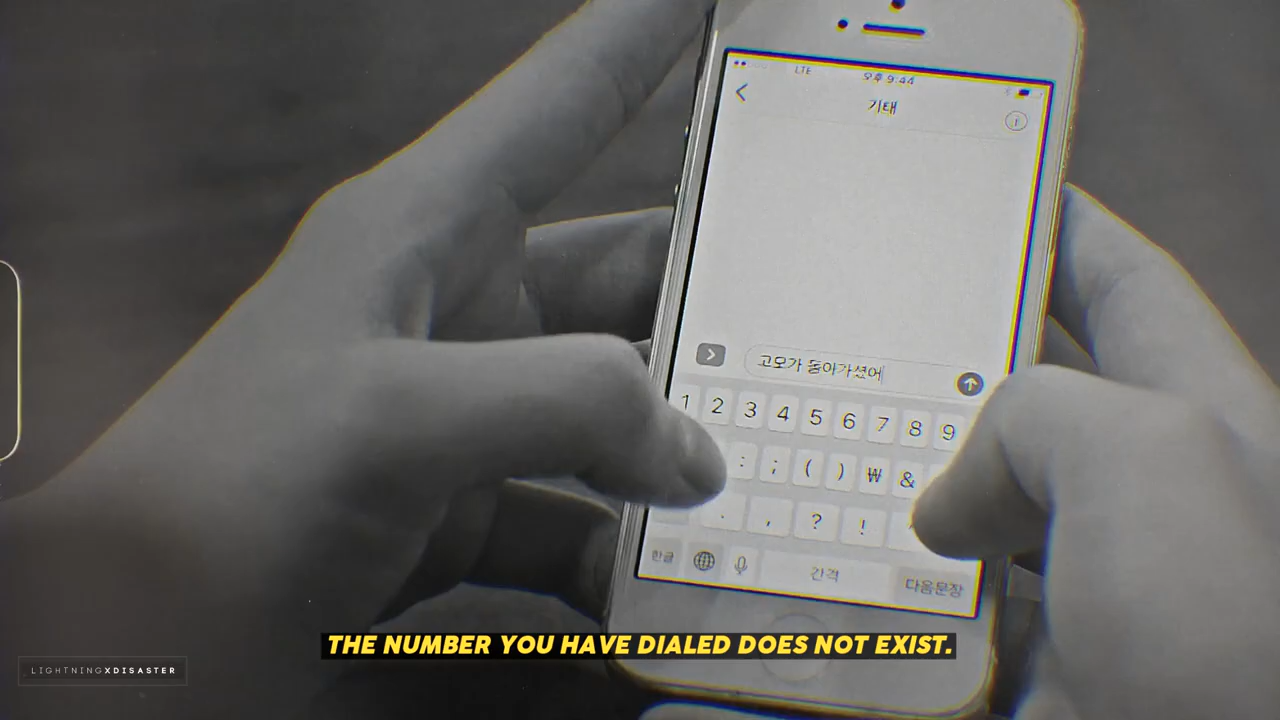 LTE
오후 9:44
기태
고모가 돌아가셨어
1 2 3 4 5 6 7 8 9
: ; ( ) ₩ &
. , ? !
한글
간격
다음문장
THE NUMBER YOU HAVE DIALED DOES NOT EXIST.
LIGHTNINGXDISASTER